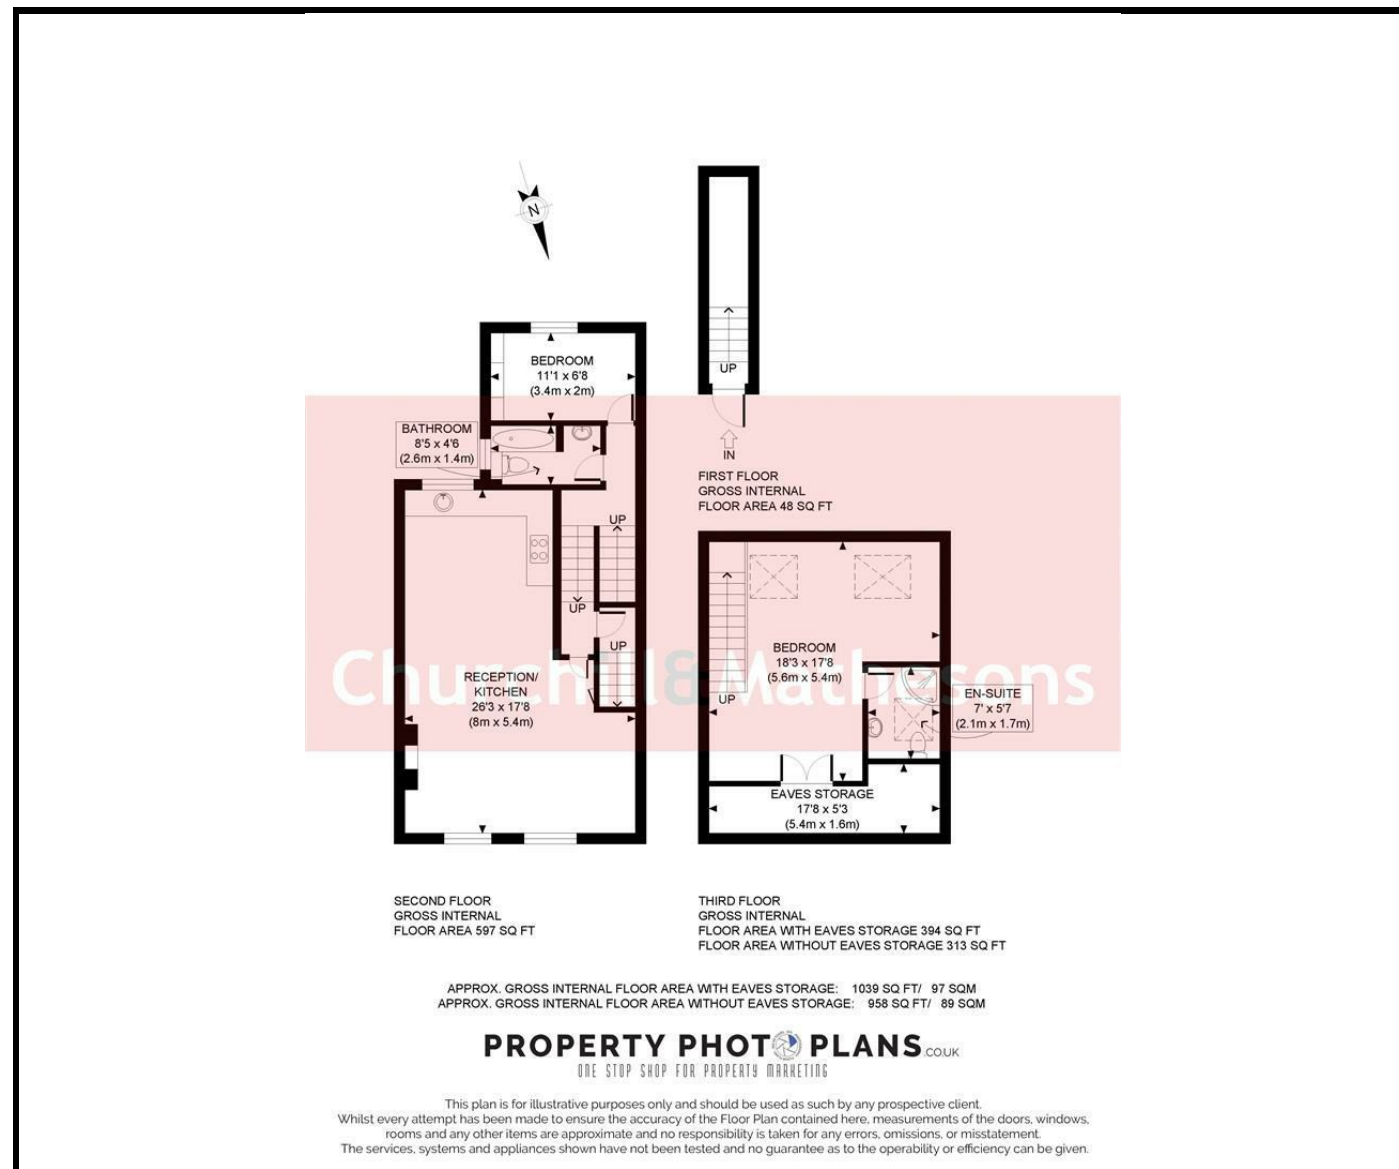 N
BEDROOM
11'1 x 6'8
(3.4m x 2m)
BATHROOM
8'5 x 4'6
(2.6m x 1.4m)
UP
UP
UP
RECEPTION/
KITCHEN
26'3 x 17'8
(8m x 5.4m)
SECOND FLOOR
GROSS INTERNAL
FLOOR AREA 597 SQ FT
UP
IN
FIRST FLOOR
GROSS INTERNAL
FLOOR AREA 48 SQ FT
BEDROOM
18'3 x 17'8
(5.6m x 5.4m)
UP
EN-SUITE
7' x 5'7
(2.1m x 1.7m)
EAVES STORAGE
17'8 x 5'3
(5.4m x 1.6m)
THIRD FLOOR
GROSS INTERNAL
FLOOR AREA WITH EAVES STORAGE 394 SQ FT
FLOOR AREA WITHOUT EAVES STORAGE 313 SQ FT
Churchill & Mathesons
APPROX. GROSS INTERNAL FLOOR AREA WITH EAVES STORAGE: 1039 SQ FT/ 97 SQM
APPROX. GROSS INTERNAL FLOOR AREA WITHOUT EAVES STORAGE: 958 SQ FT/ 89 SQM
PROPERTY PHOTO PLANS.CO.UK
ONE STOP SHOP FOR PROPERTY MARKETING
This plan is for illustrative purposes only and should be used as such by any prospective client.
Whilst every attempt has been made to ensure the accuracy of the Floor Plan contained here, measurements of the doors, windows,
rooms and any other items are approximate and no responsibility is taken for any errors, omissions, or misstatement.
The services, systems and appliances shown have not been tested and no guarantee as to the operability or efficiency can be given.